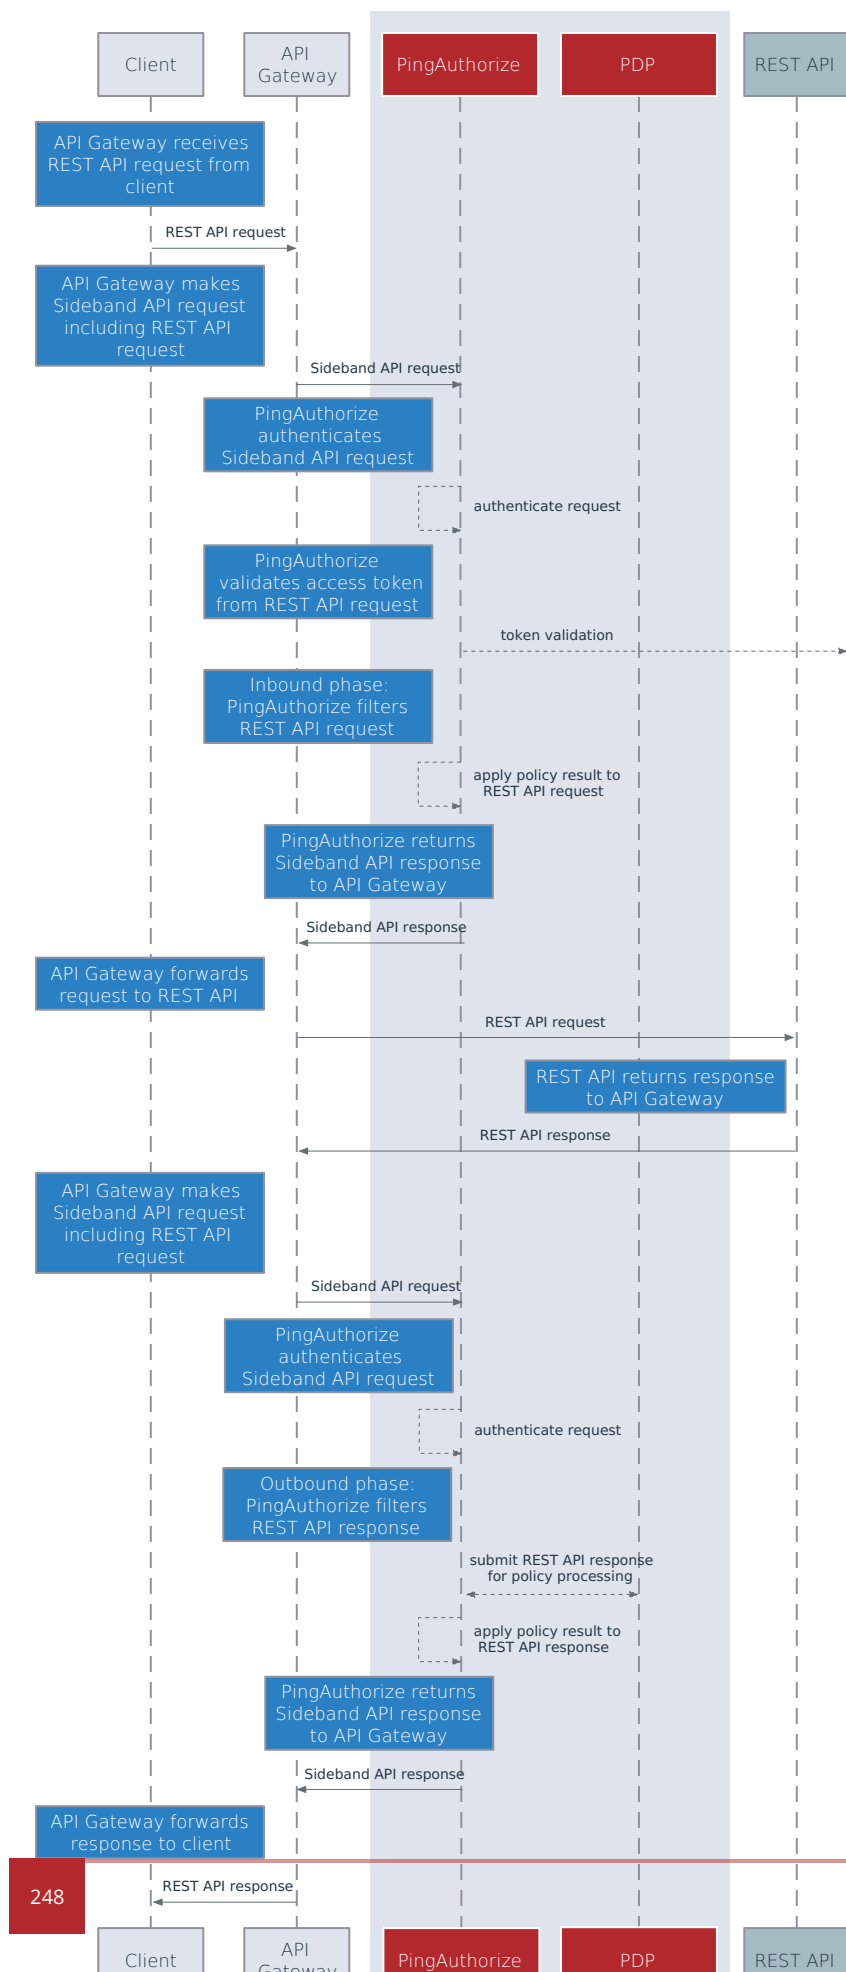 Client
API
Gateway
PingAuthorize
PDP
REST API
API Gateway receives
REST API request from
client
REST API request
API Gateway makes
Sideband API request
including REST API
request
Sideband API request
PingAuthorize
authenticates
Sideband API request
authenticate request
PingAuthorize
validates access token
from REST API request
token validation
Inbound phase:
PingAuthorize filters
REST API request
apply policy result to
REST API request
PingAuthorize returns
Sideband API response
to API Gateway
Sideband API response
API Gateway forwards
request to REST API
REST API request
REST API returns response
to API Gateway
REST API response
API Gateway makes
Sideband API request
including REST API
request
Sideband API request
PingAuthorize
authenticates
Sideband API request
authenticate request
Outbound phase:
PingAuthorize filters
REST API response
submit REST API response
for policy processing
apply policy result to
REST API response
PingAuthorize returns
Sideband API response
to API Gateway
Sideband API response
API Gateway forwards
response to client
REST API response
248
Client
API
Gateway
PingAuthorize
PDP
REST API